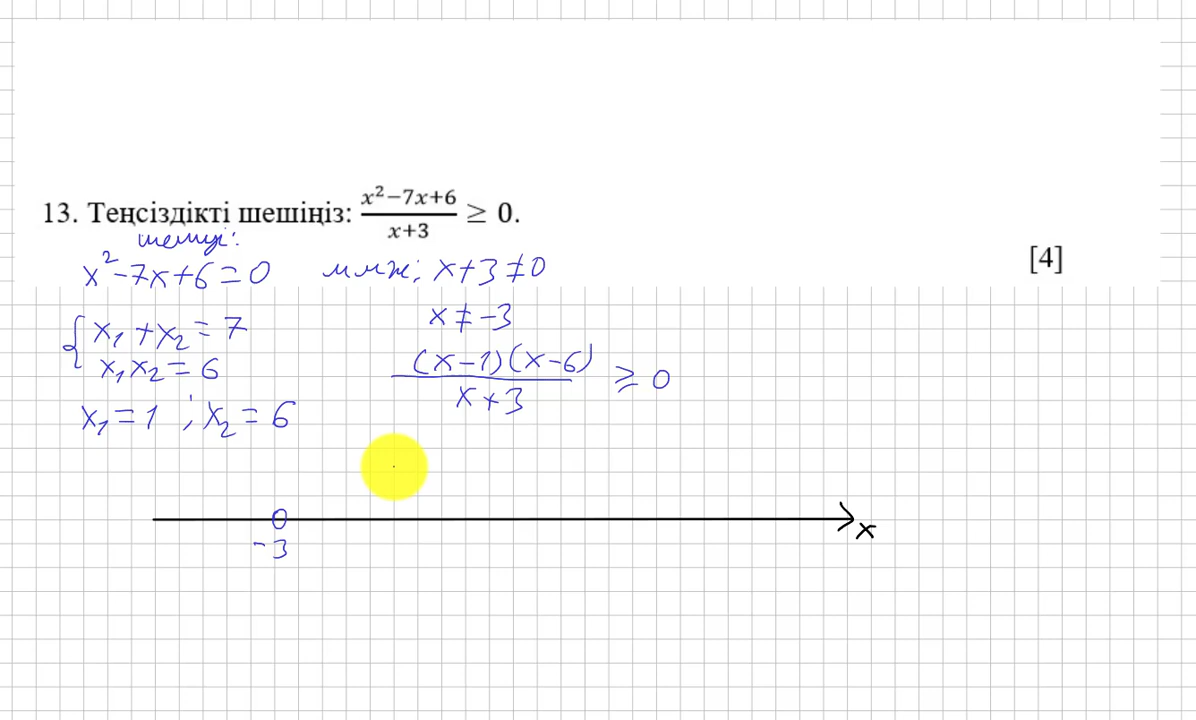 13. Теңсіздікті шешіңіз: (x²−7x+6)/(x+3) ≥ 0.
шешуі:
[4]
x²-7x+6=0
{x₁+x₂=7
x₁x₂=6
x₁=1 ; x₂=6
ммж: x+3≠0
x≠-3
(x-1)(x-6)/(x+3) ≥ 0
-3
x